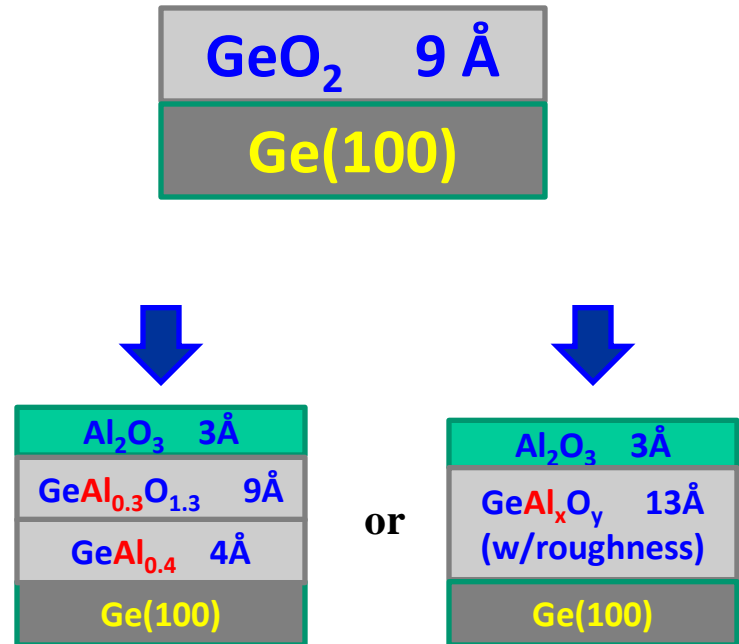 GeO₂ 9 Å
Ge(100)
Al₂O₃ 3Å
GeAl₀.₃O₁.₃ 9Å
GeAl₀.₄ 4Å
Ge(100)
or
Al₂O₃ 3Å
GeAlₓOᵧ 13Å
(w/roughness)
Ge(100)